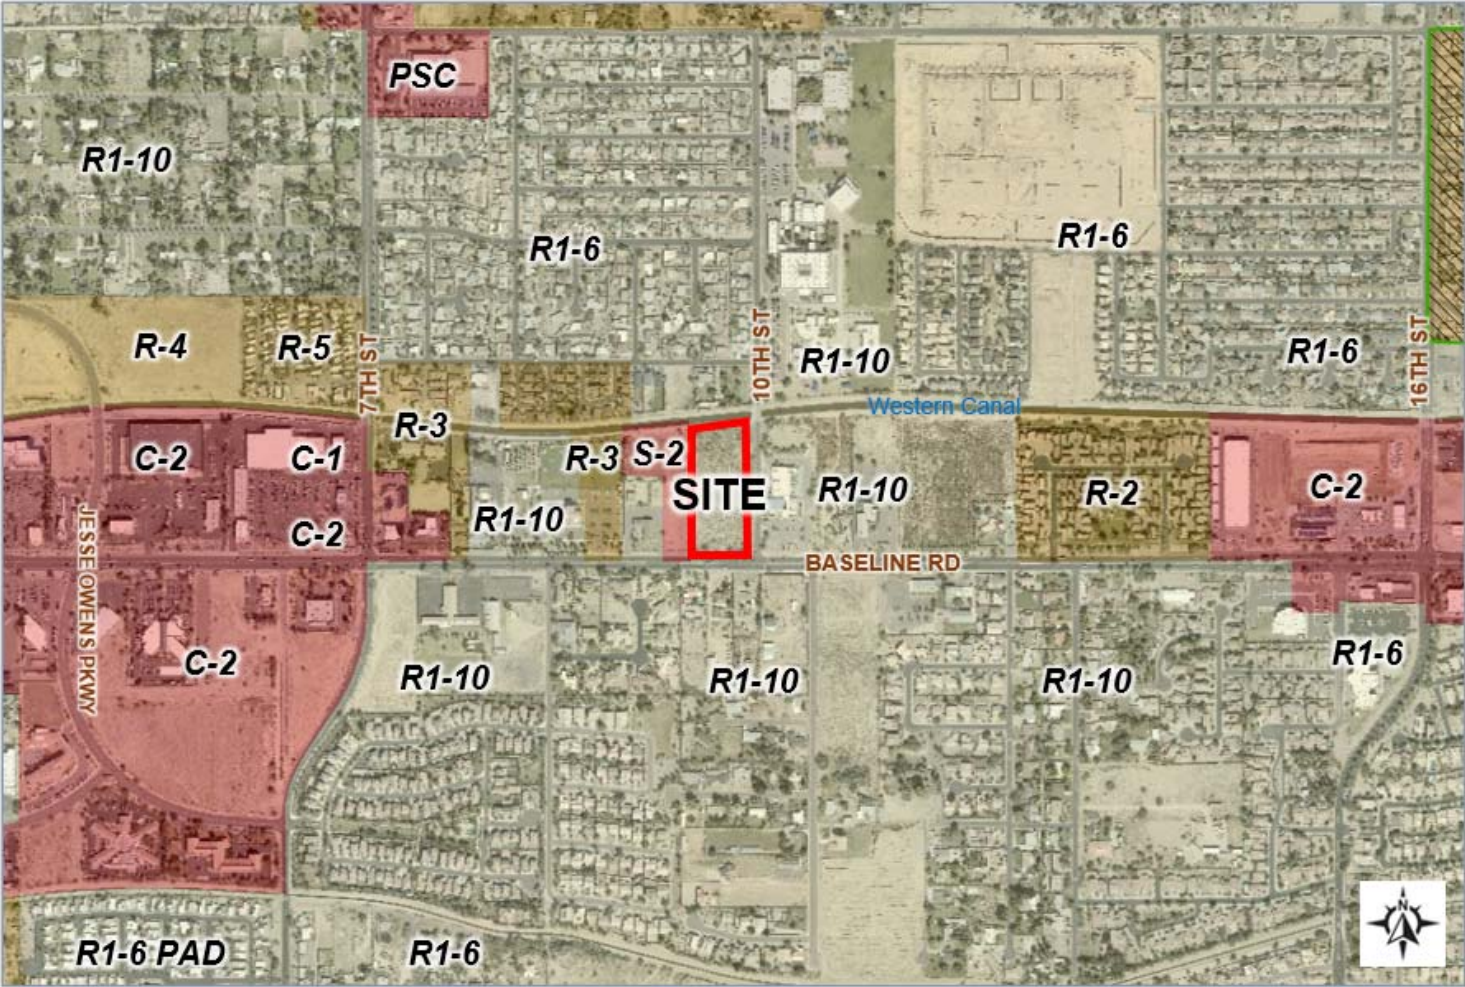 PSC
R1-10
R1-6
R1-6
R-4
R-5
7TH ST
10TH ST
R1-10
R1-6
16TH ST
Western Canal
R-3
C-2
C-1
R-3
S-2
SITE
R1-10
R-2
C-2
R1-10
C-2
JESSE OWENS PKWY
BASELINE RD
C-2
R1-10
R1-10
R1-10
R1-6
N
R1-6 PAD
R1-6